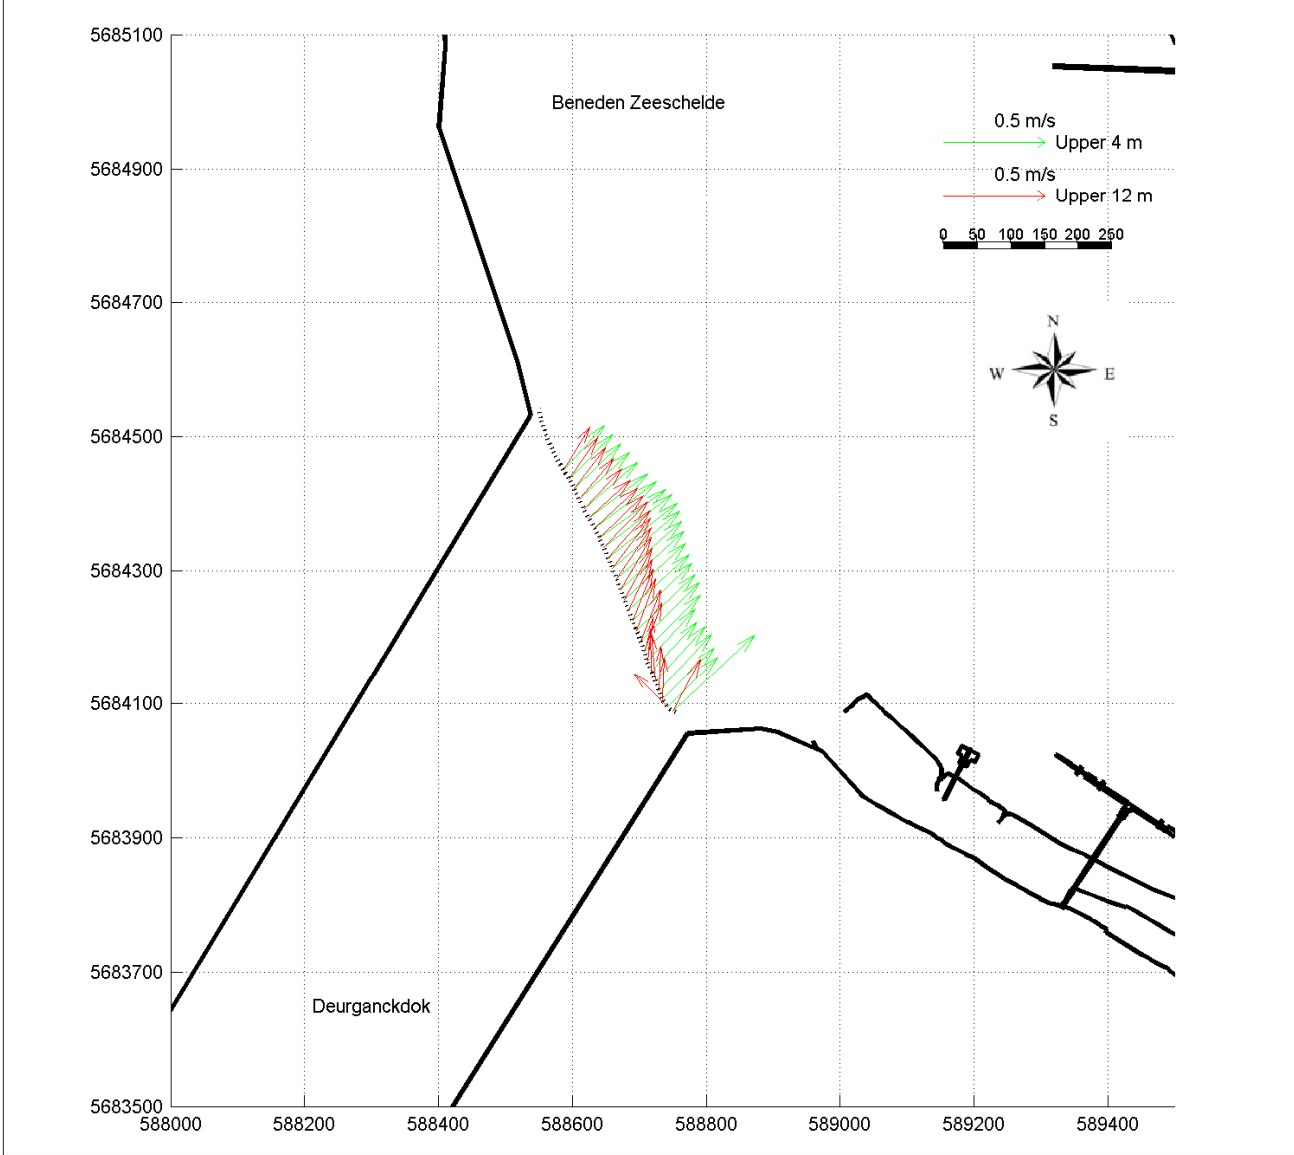 5685100
Beneden Zeeschelde
0.5 m/s
Upper 4 m
5684900
0.5 m/s
Upper 12 m
0 50 100 150 200 250
5684700
N
W E
S
5684500
5684300
5684100
5683900
5683700
Deurganckdok
5683500
588000 588200 588400 588600 588800 589000 589200 589400